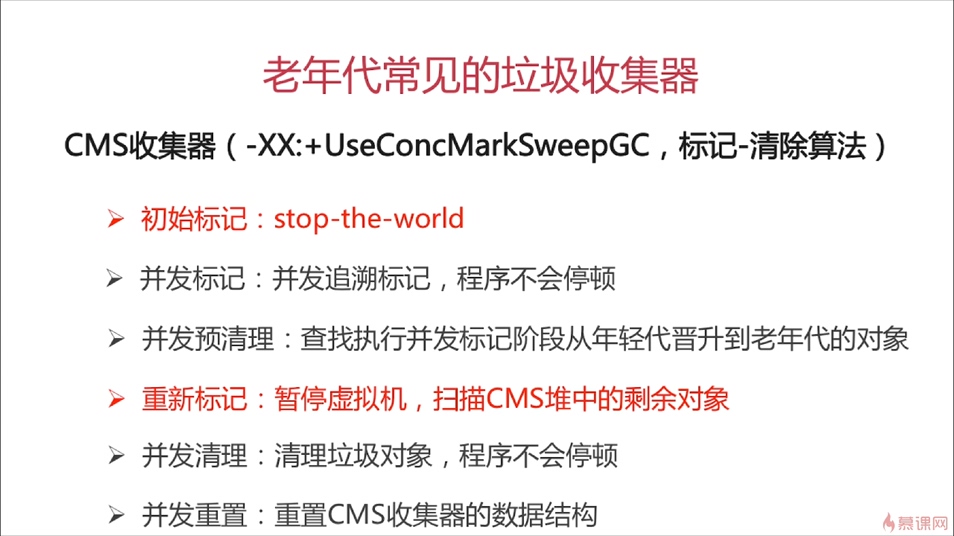 老年代常见的垃圾收集器
CMS收集器（-XX:+UseConcMarkSweepGC，标记-清除算法）
➢ 初始标记：stop-the-world
➢ 并发标记：并发追溯标记，程序不会停顿
➢ 并发预清理：查找执行并发标记阶段从年轻代晋升到老年代的对象
➢ 重新标记：暂停虚拟机，扫描CMS堆中的剩余对象
➢ 并发清理：清理垃圾对象，程序不会停顿
➢ 并发重置：重置CMS收集器的数据结构
慕课网